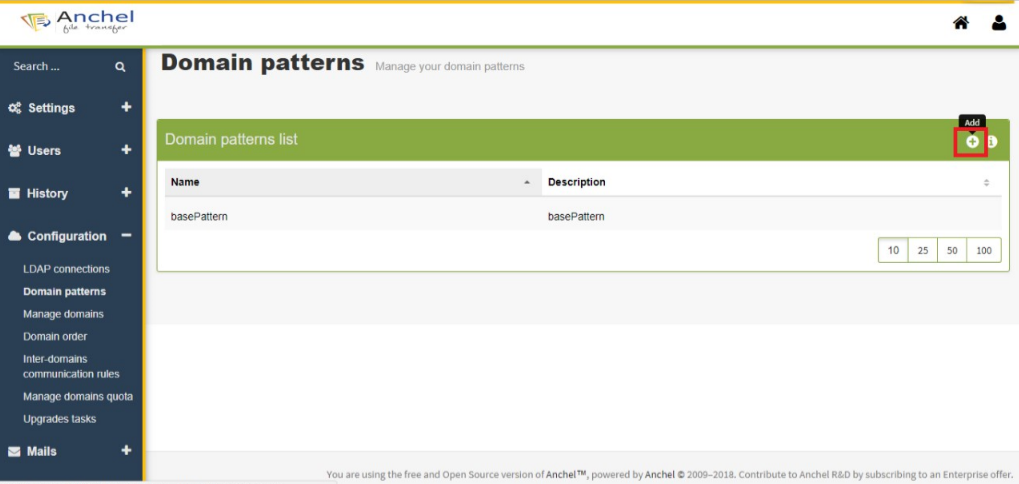 Anchel
file transfer
Search ...
Settings
Users
History
Configuration
LDAP connections
Domain patterns
Manage domains
Domain order
Inter-domains
communication rules
Manage domains quota
Upgrades tasks
Mails
Domain patterns Manage your domain patterns
Add
Domain patterns list
Name Description
basePattern basePattern
10 25 50 100
You are using the free and Open Source version of Anchel™, powered by Anchel © 2009–2018. Contribute to Anchel R&D by subscribing to an Enterprise offer.